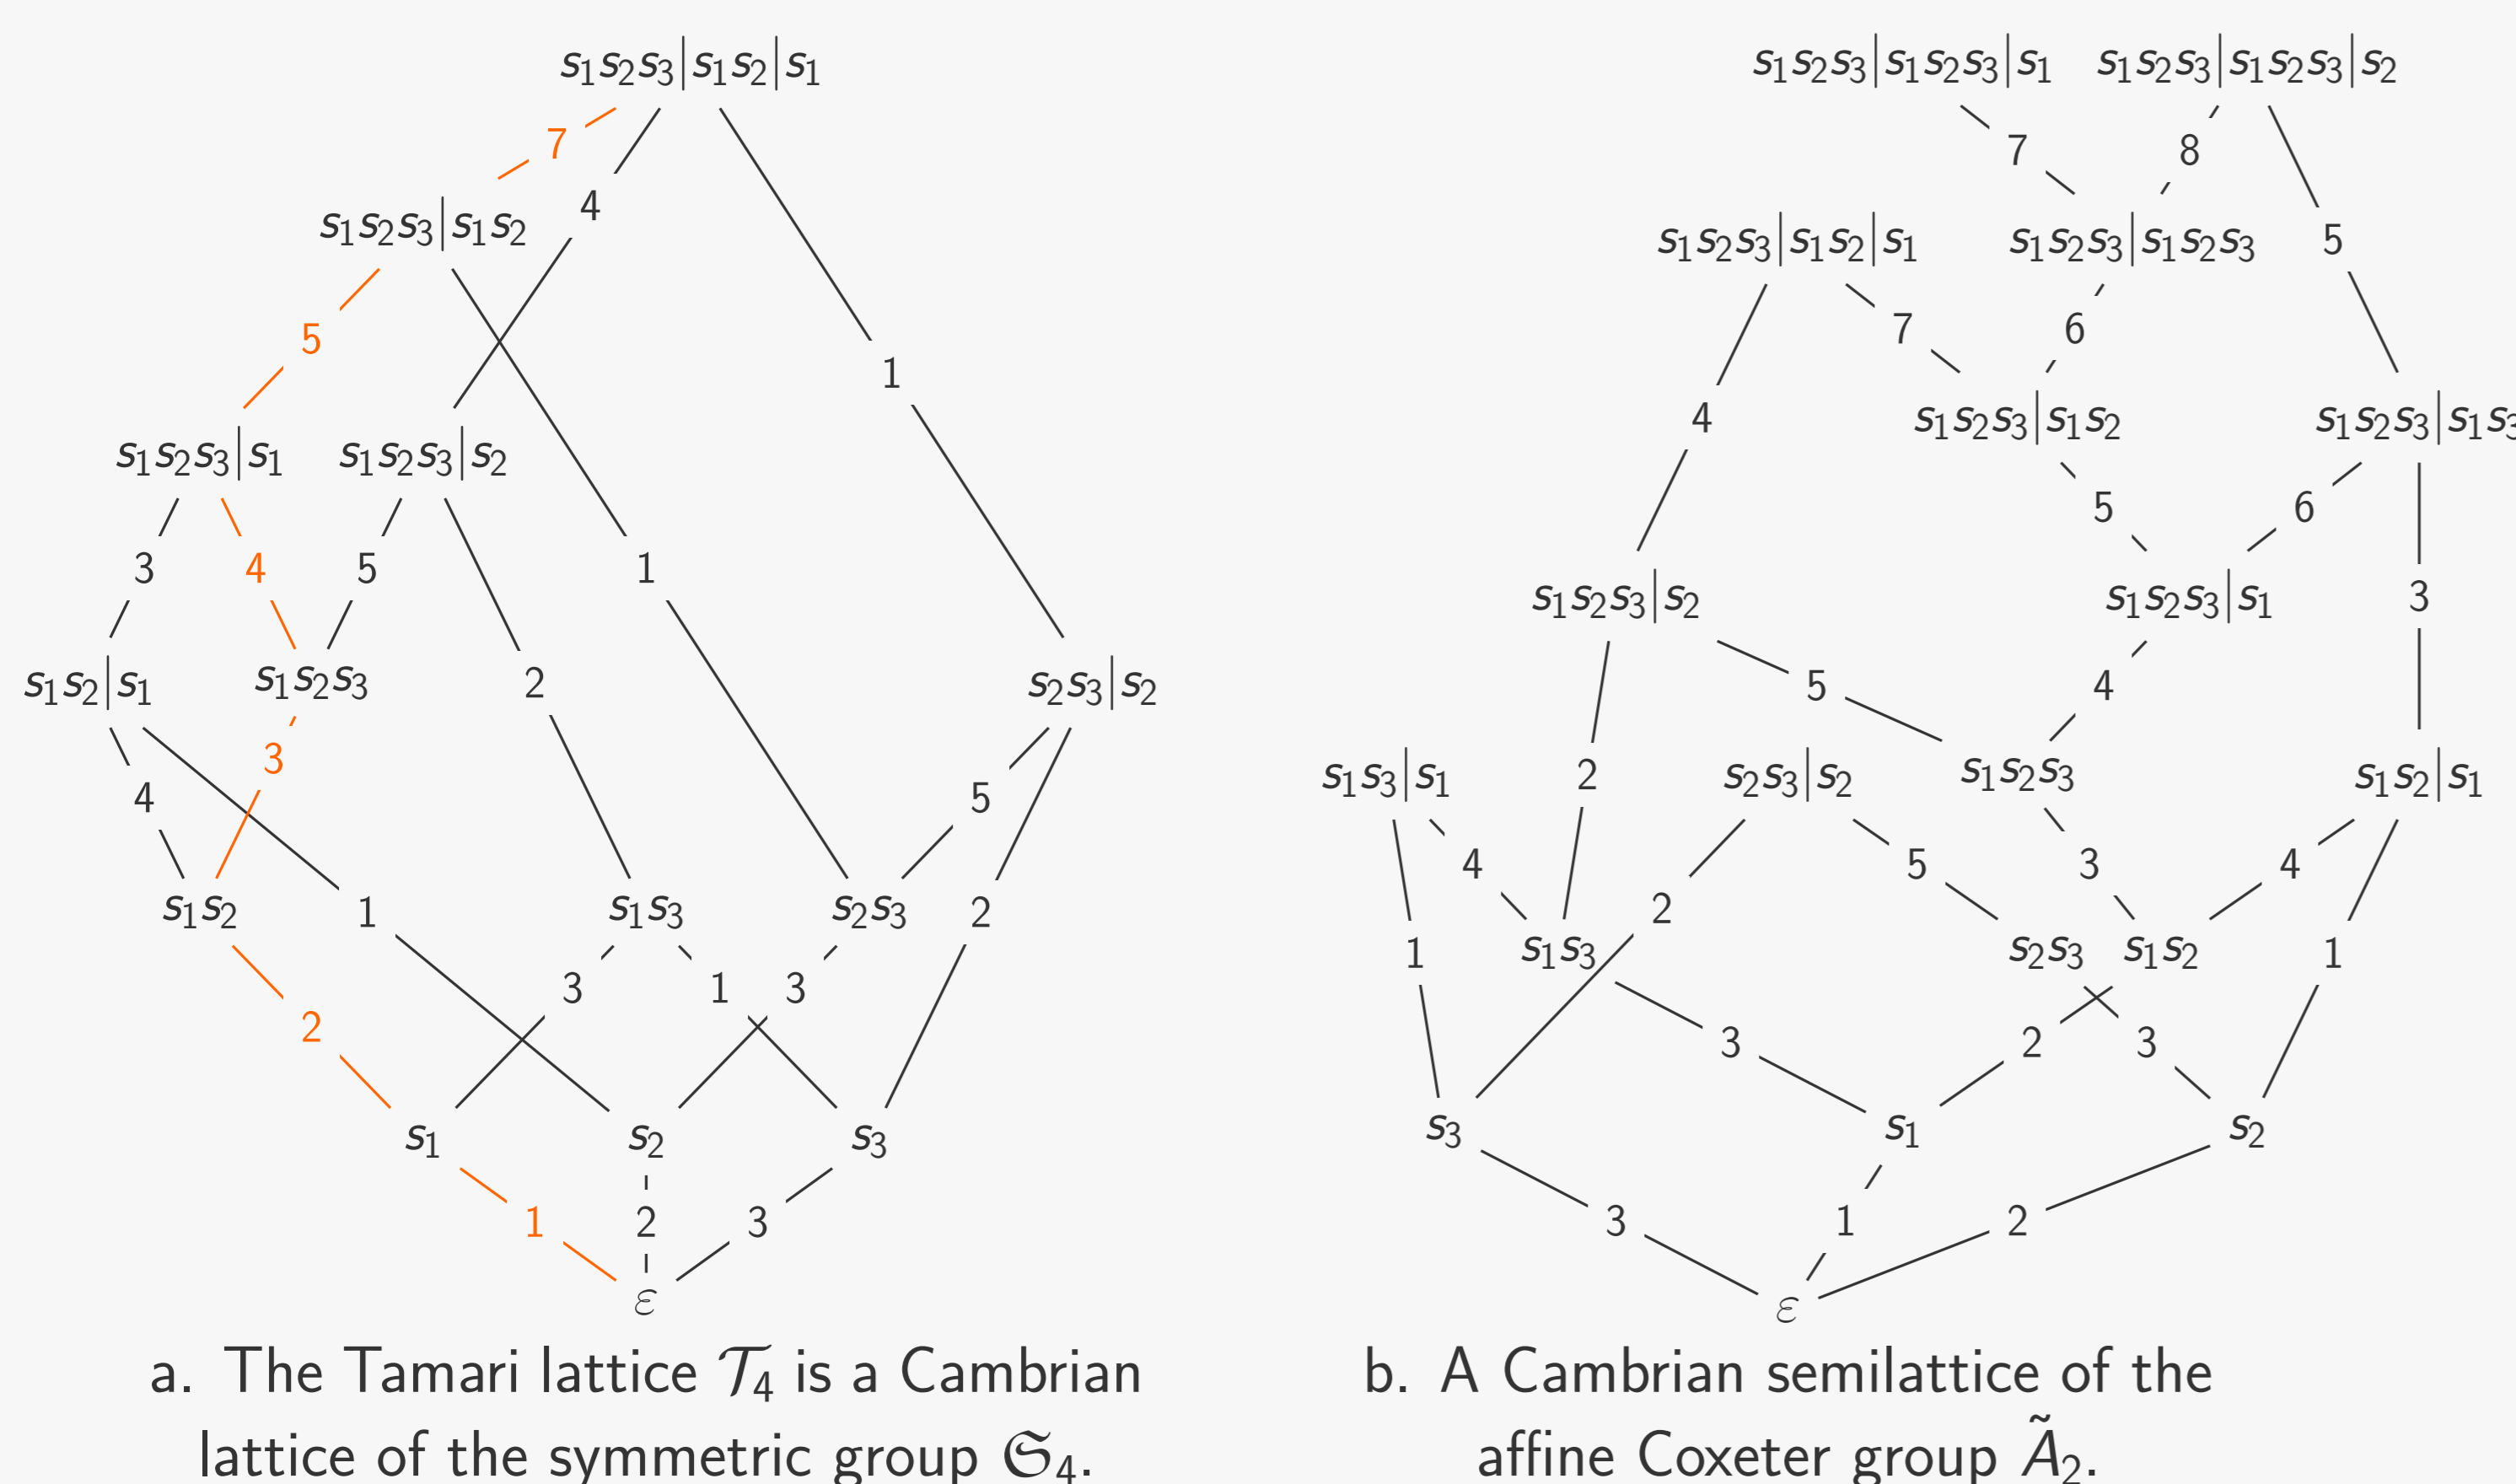 s₁s₂s₃|s₁s₂|s₁
7
4
s₁s₂s₃|s₁s₂
5
1
s₁s₂s₃|s₁ s₁s₂s₃|s₂
3 4 5 1
s₁s₂|s₁ s₁s₂s₃ 2 s₂s₃|s₂
3
4 5
s₁s₂ 1 s₁s₃ s₂s₃ 2
3 1 3
2
s₁ s₂ s₃
1 2 3
ε
a. The Tamari lattice 𝒯₄ is a Cambrian
lattice of the symmetric group 𝔖₄.
s₁s₂s₃|s₁s₂s₃|s₁ s₁s₂s₃|s₁s₂s₃|s₂
7 8
s₁s₂s₃|s₁s₂|s₁ s₁s₂s₃|s₁s₂s₃ 5
7 6
4 s₁s₂s₃|s₁s₂ s₁s₂s₃|s₁s₃
5 6
s₁s₂s₃|s₂ s₁s₂s₃|s₁ 3
5 4
s₁s₃|s₁ 2 s₂s₃|s₂ s₁s₂s₃ s₁s₂|s₁
4 5 3 4
2
1 s₁s₃ s₂s₃ s₁s₂ 1
3 2 3
s₃ s₁ s₂
3 1 2
ε
b. A Cambrian semilattice of the
affine Coxeter group Ã₂.